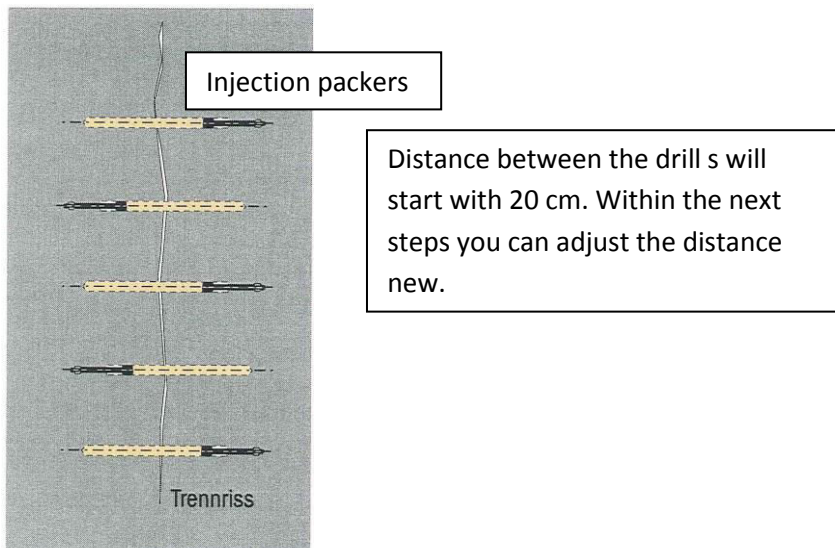 Injection packers
Distance between the drill s will
start with 20 cm. Within the next
steps you can adjust the distance
new.
Trennriss